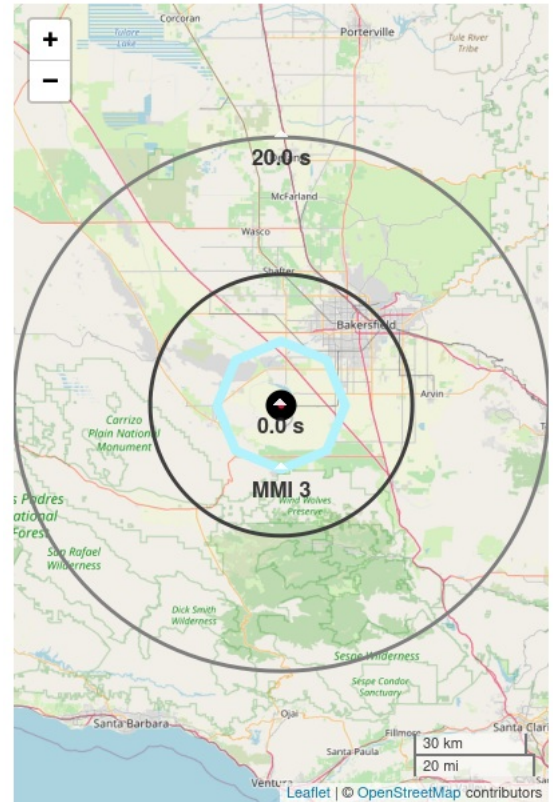 Corcoran
Porterville
+
Tulare
Lake
Tule River
Tribe
−
20.0 s
McFarland
Wasco
Shafter
Bakersfield
Arvin
Carrizo
Plain National
Monument
0.0 s
MMI 3
Wind Wolves
Preserve
s Padres
ational
Forest
San Rafael
Wilderness
Dick Smith
Wilderness
Sespe Wilderness
Sespe Condor
Sanctuary
Ojai
Santa Barbara
Fillmore
Santa Clari
30 km
Santa Paula
20 mi
Ventura
Leaflet | © OpenStreetMap contributors